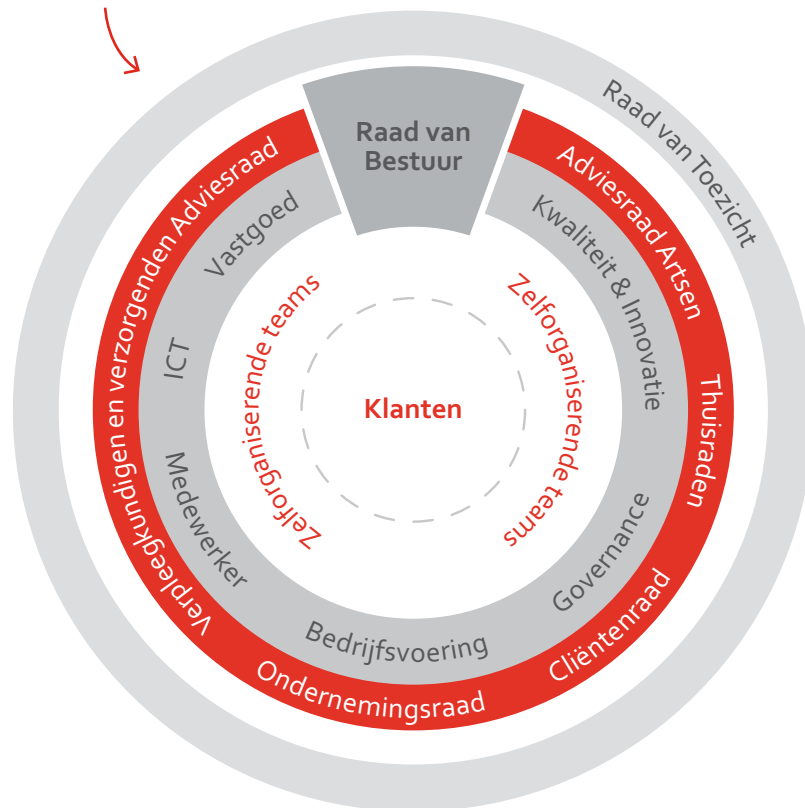 Raad van Toezicht
Raad van
Bestuur
Verpleegkundigen en verzorgenden Adviesraad
Adviesraad Artsen
Thuisraden
Cliëntenraad
Ondernemingsraad
Vastgoed
Kwaliteit & Innovatie
ICT
Medewerker
Bedrijfsvoering
Governance
Zelforganiserende teams
Zelforganiserende teams
Klanten